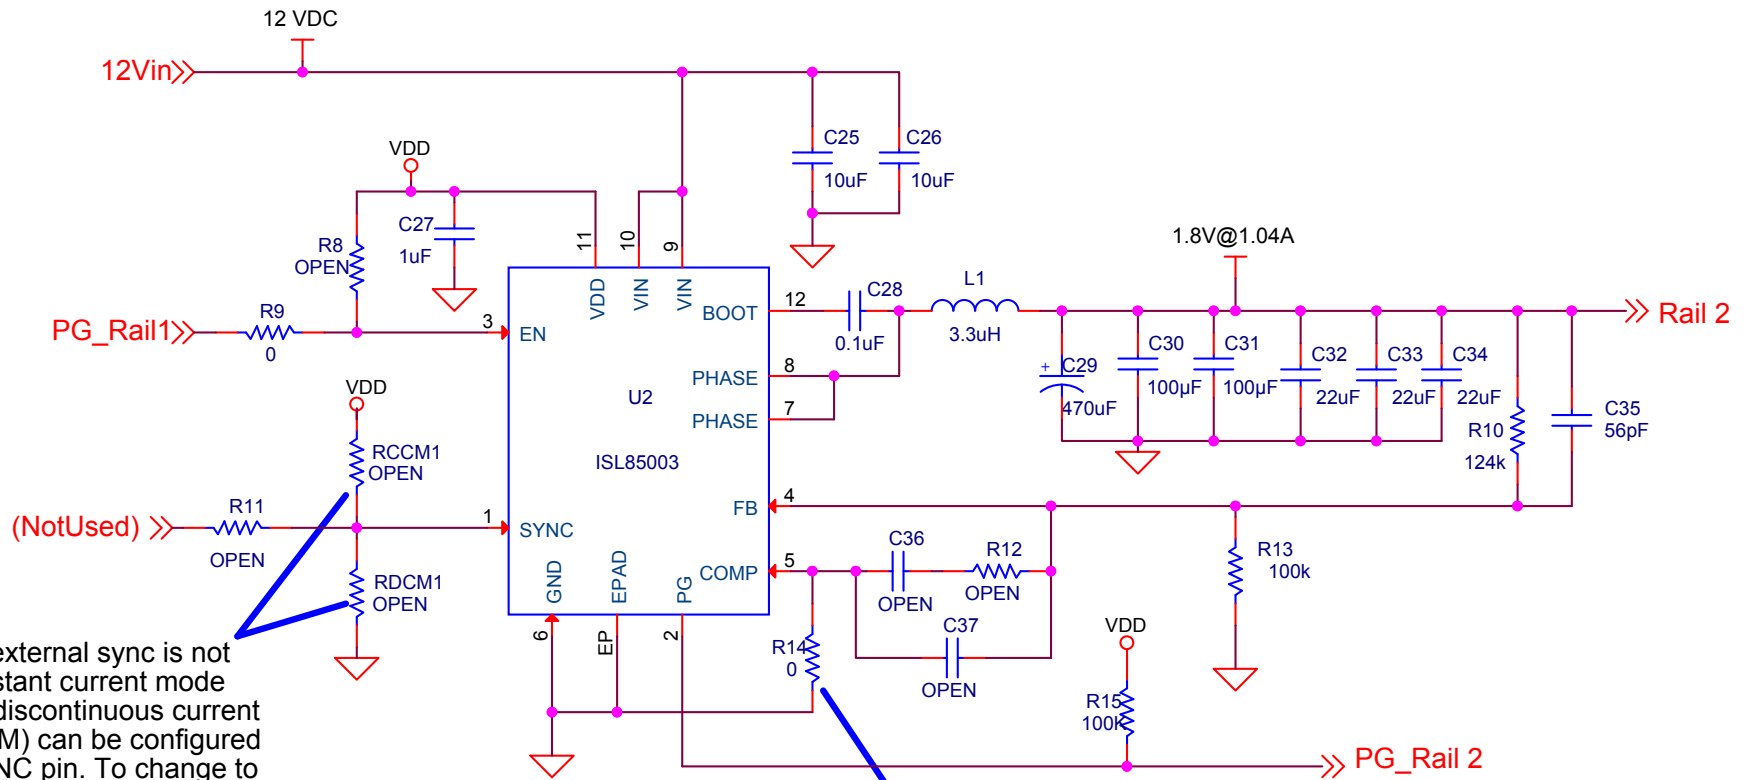 12 VDC
12Vin
VDD
C25
10uF
C26
10uF
C27
1uF
R8
OPEN
11
10
9
1.8V@1.04A
R9
0
PG_Rail1
3
EN
VDD
VIN
VIN
BOOT
12
C28
0.1uF
L1
3.3uH
Rail 2
PHASE
8
PHASE
7
U2
ISL85003
+
C29
470uF
C30
100µF
C31
100µF
C32
22uF
C33
22uF
C34
22uF
R10
124k
C35
56pF
VDD
RCCM1
OPEN
R11
OPEN
(NotUsed)
1
SYNC
FB
4
RDCM1
OPEN
GND
EPAD
PG
COMP
5
C36
OPEN
R12
OPEN
R13
100k
C37
OPEN
6
EP
2
R14
0
VDD
R15
100K
PG_Rail 2
external sync is not
stant current mode
discontinuous current
M) can be configured
NC pin. To change to